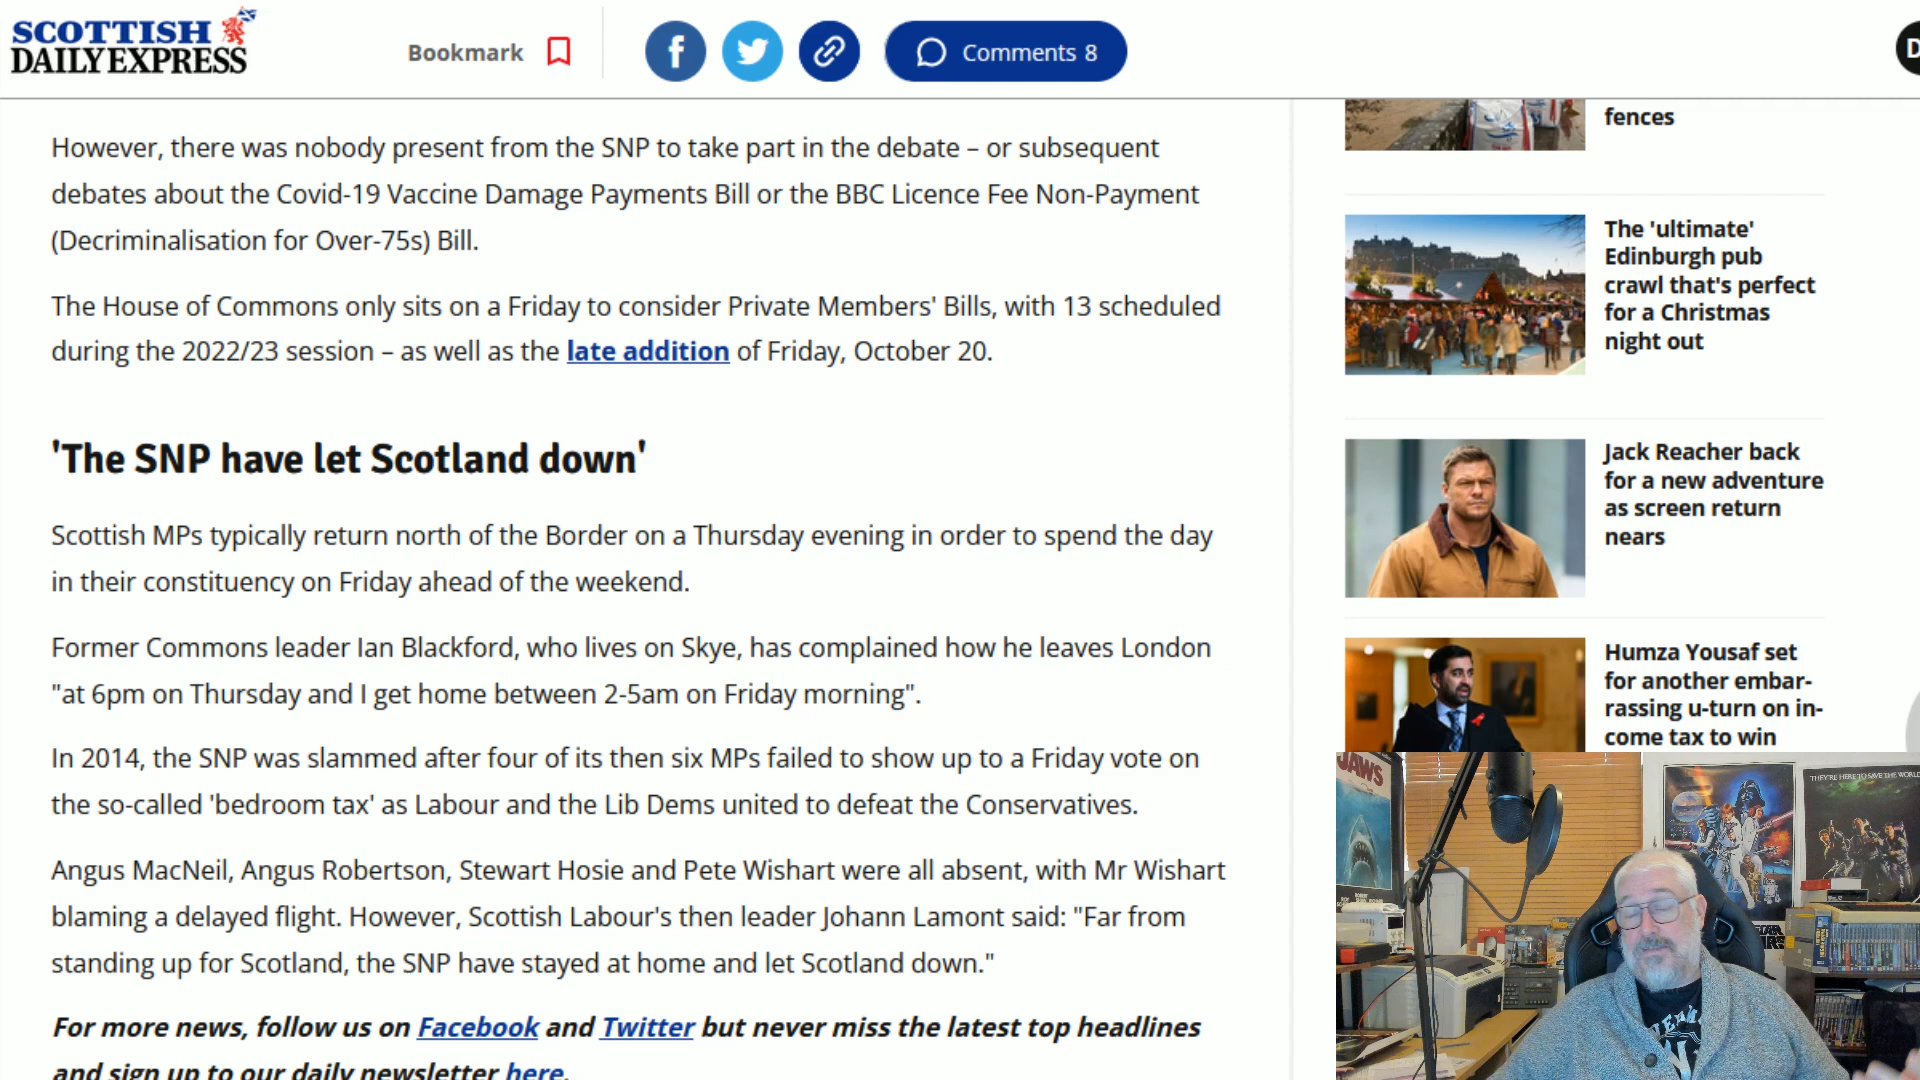 SCOTTISH
DAILY EXPRESS
Bookmark
Comments 8
D
However, there was nobody present from the SNP to take part in the debate – or subsequent
debates about the Covid-19 Vaccine Damage Payments Bill or the BBC Licence Fee Non-Payment
(Decriminalisation for Over-75s) Bill.
The House of Commons only sits on a Friday to consider Private Members' Bills, with 13 scheduled
during the 2022/23 session – as well as the late addition of Friday, October 20.
'The SNP have let Scotland down'
Scottish MPs typically return north of the Border on a Thursday evening in order to spend the day
in their constituency on Friday ahead of the weekend.
Former Commons leader Ian Blackford, who lives on Skye, has complained how he leaves London
"at 6pm on Thursday and I get home between 2-5am on Friday morning".
In 2014, the SNP was slammed after four of its then six MPs failed to show up to a Friday vote on
the so-called 'bedroom tax' as Labour and the Lib Dems united to defeat the Conservatives.
Angus MacNeil, Angus Robertson, Stewart Hosie and Pete Wishart were all absent, with Mr Wishart
blaming a delayed flight. However, Scottish Labour's then leader Johann Lamont said: "Far from
standing up for Scotland, the SNP have stayed at home and let Scotland down."
For more news, follow us on Facebook and Twitter but never miss the latest top headlines
and sign up to our daily newsletter here.
fences
The 'ultimate'
Edinburgh pub
crawl that's perfect
for a Christmas
night out
Jack Reacher back
for a new adventure
as screen return
nears
Humza Yousaf set
for another embar-
rassing u-turn on in-
come tax to win
JAWS
THEY'RE HERE TO SAVE THE WORLD
STAR
WARS